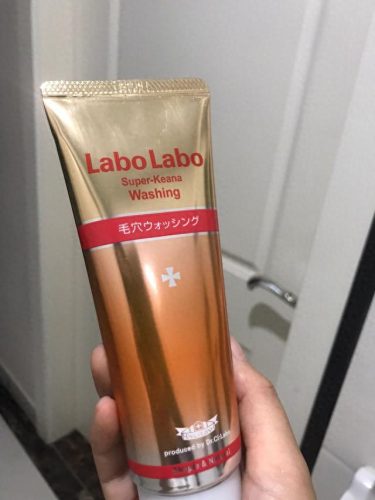 Labo Labo
Super-Keana
Washing
毛穴ウォッシング
produced by Dr.Ci:Labo